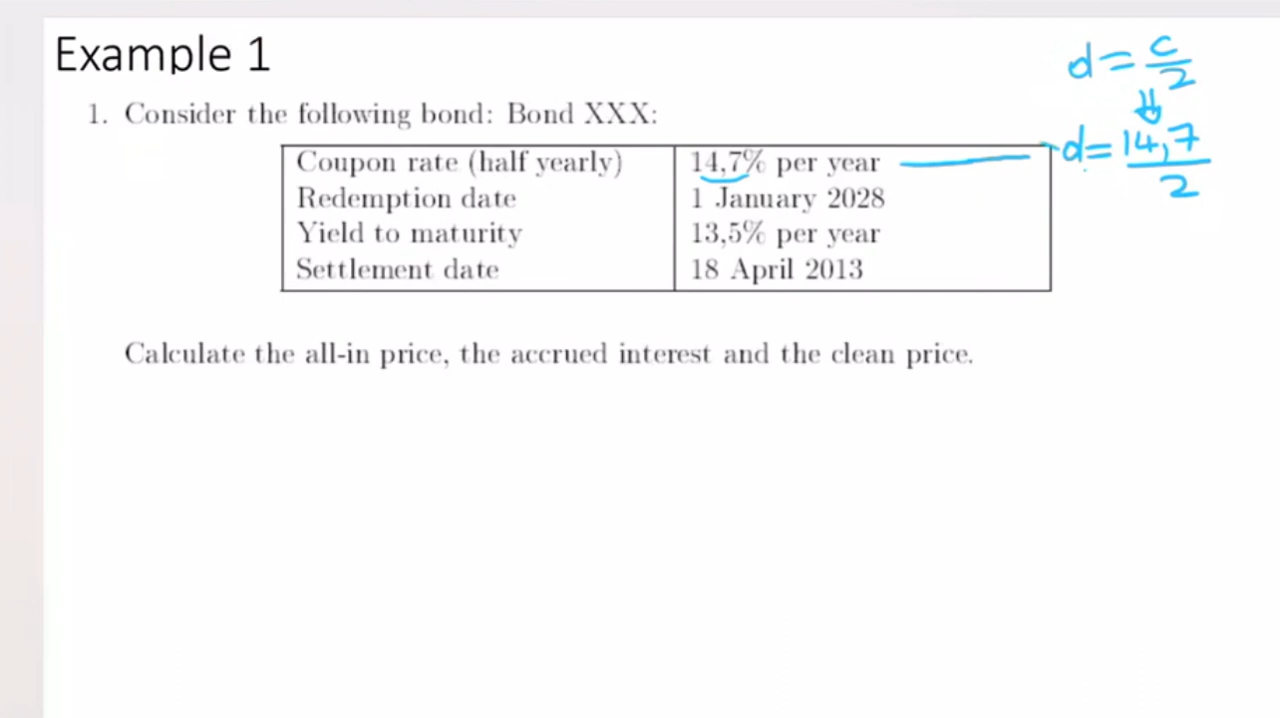 Example 1
d = c/2
⇓
1. Consider the following bond: Bond XXX:
Coupon rate (half yearly) 14,7% per year
d = 14,7/2
Redemption date 1 January 2028
Yield to maturity 13,5% per year
Settlement date 18 April 2013
Calculate the all-in price, the accrued interest and the clean price.